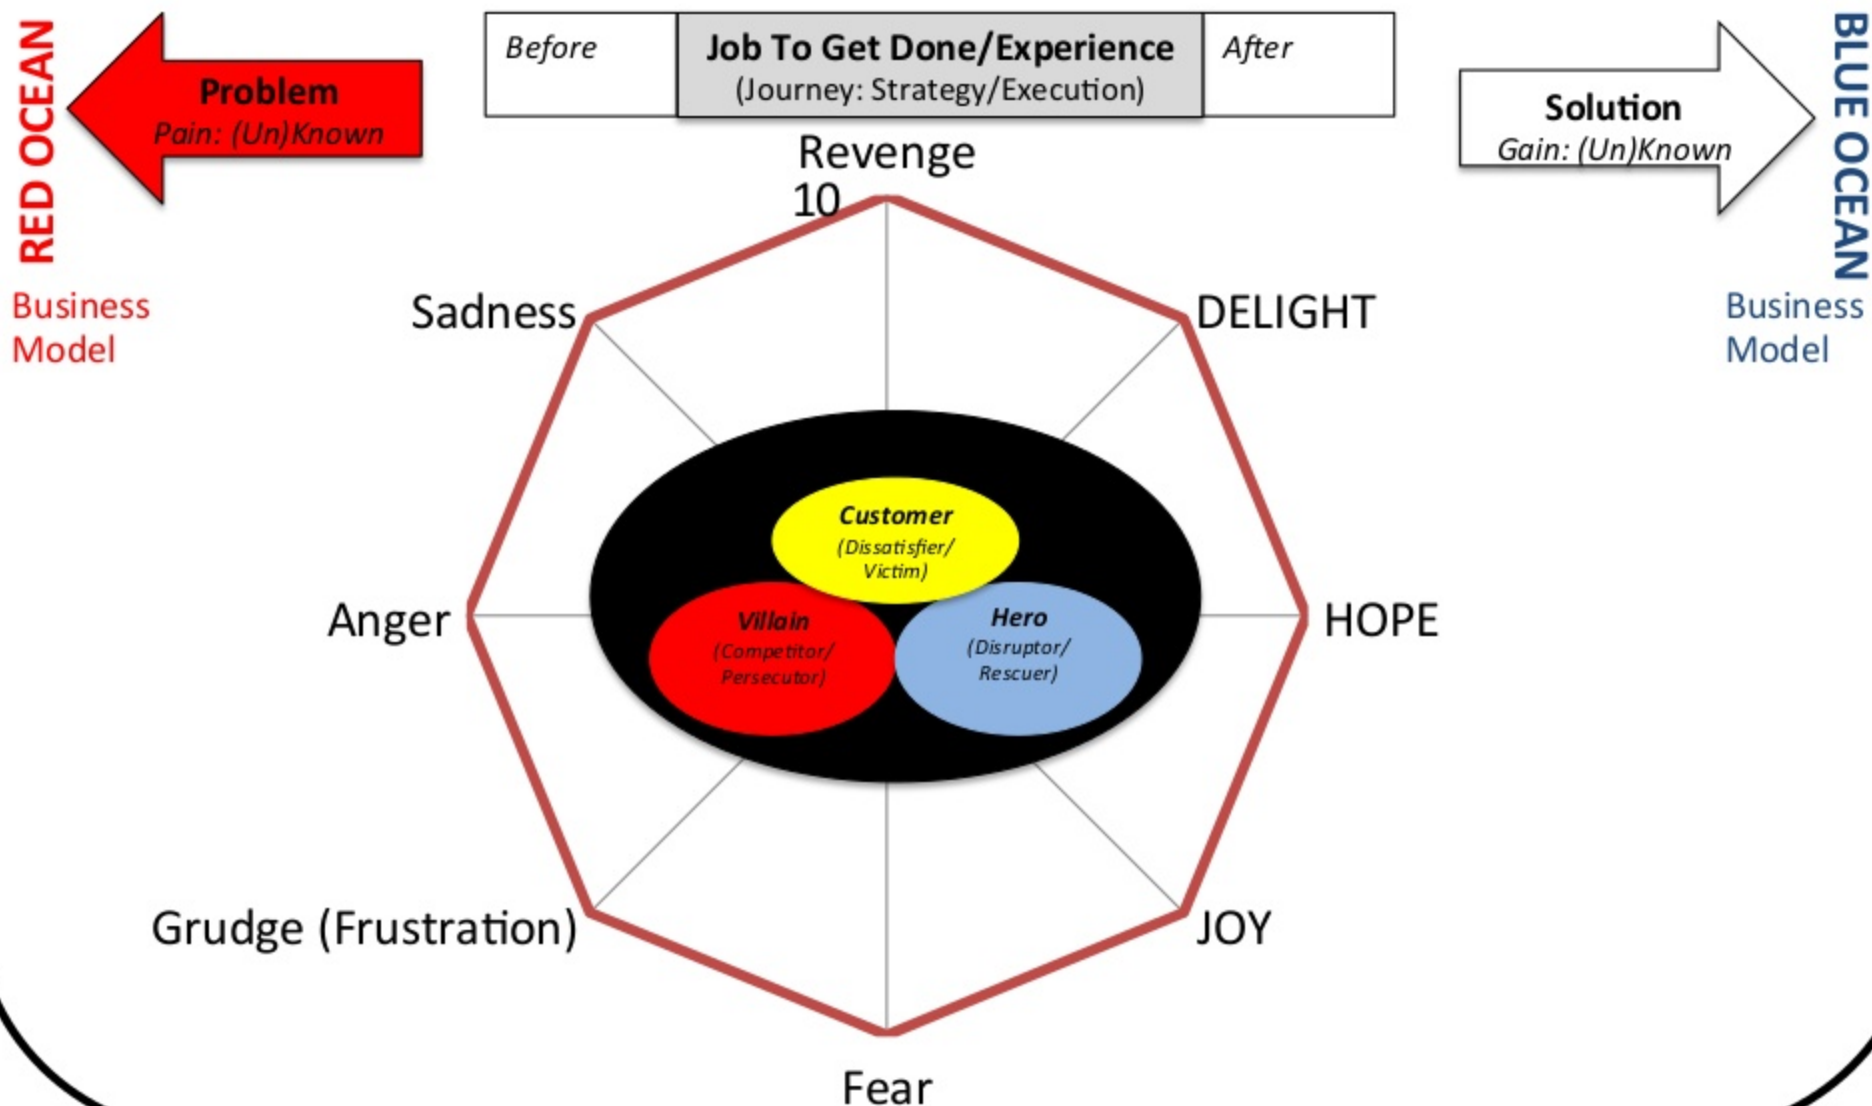 RED OCEAN
Business
Model
Problem
Pain: (Un)Known
Before
Job To Get Done/Experience
(Journey: Strategy/Execution)
After
Solution
Gain: (Un)Known
BLUE OCEAN
Business
Model
Revenge
10
Sadness
DELIGHT
Customer
(Dissatisfier/
Victim)
Anger
Villain
(Competitor/
Persecutor)
Hero
(Disruptor/
Rescuer)
HOPE
Grudge (Frustration)
JOY
Fear